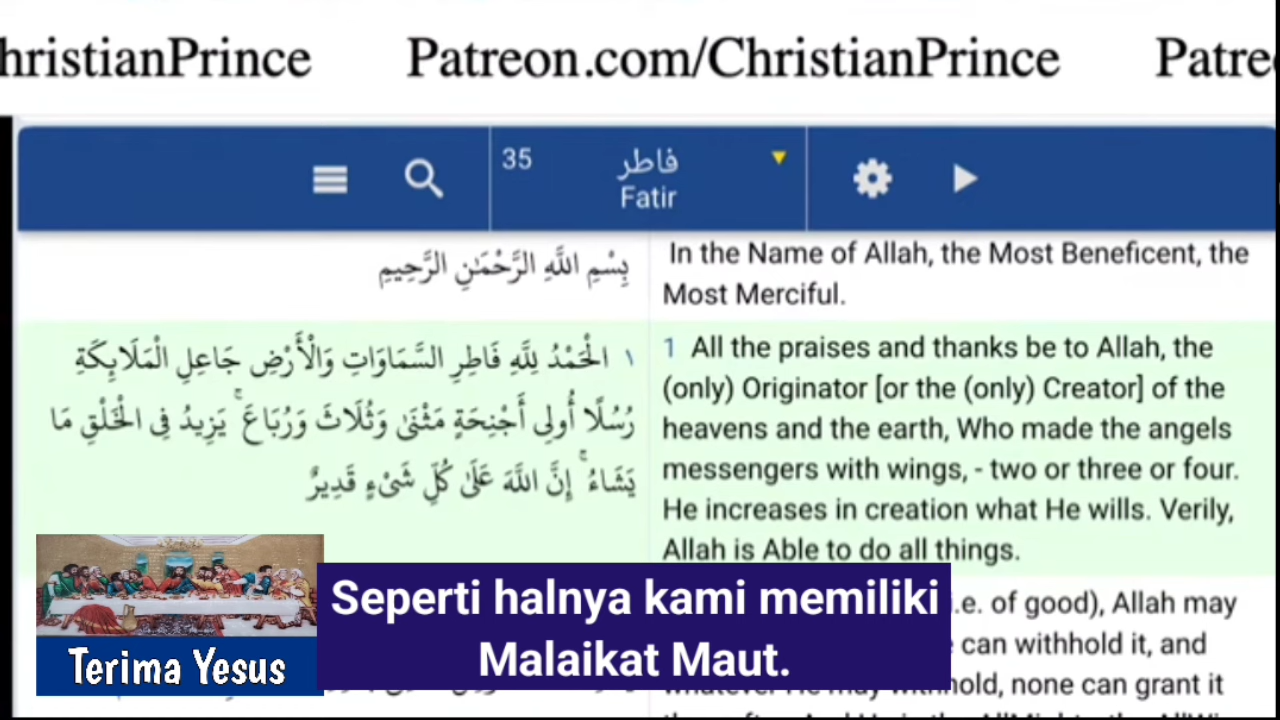 hristianPrince Patreon.com/ChristianPrince Patre
35 فاطر
Fatir
بِسْمِ اللَّهِ الرَّحْمَٰنِ الرَّحِيمِ
In the Name of Allah, the Most Beneficent, the
Most Merciful.
١ الْحَمْدُ لِلَّهِ فَاطِرِ السَّمَاوَاتِ وَالْأَرْضِ جَاعِلِ الْمَلَائِكَةِ
رُسُلًا أُولِي أَجْنِحَةٍ مَثْنَىٰ وَثُلَاثَ وَرُبَاعَ ۚ يَزِيدُ فِي الْخَلْقِ مَا
يَشَاءُ ۚ إِنَّ اللَّهَ عَلَىٰ كُلِّ شَيْءٍ قَدِيرٌ
1 All the praises and thanks be to Allah, the
(only) Originator [or the (only) Creator] of the
heavens and the earth, Who made the angels
messengers with wings, - two or three or four.
He increases in creation what He wills. Verily,
Allah is Able to do all things.
.e. of good), Allah may
can withhold it, and
hold, none can grant it
Seperti halnya kami memiliki
Malaikat Maut.
Terima Yesus